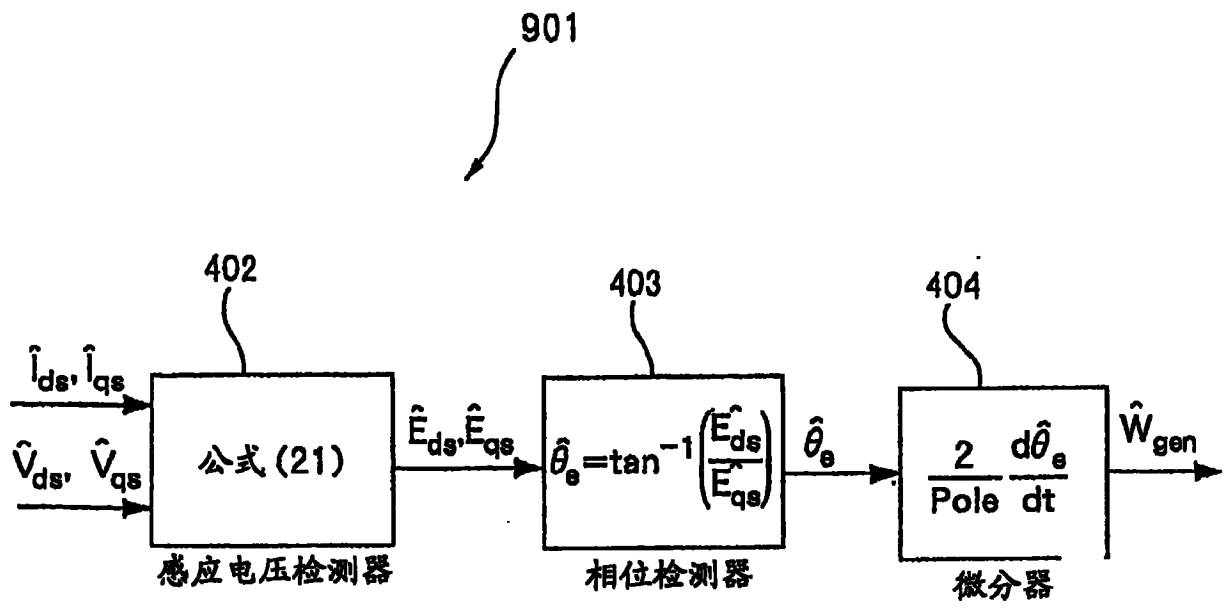 901
402
403
404
Îds, Îqs
V̂ds, V̂qs
公式(21)
Êds,Êqs
θ̂e=tan⁻¹(Êds/Êqs)
θ̂e
2/Pole dθ̂e/dt
Ŵgen
感应电压检测器
相位检测器
微分器